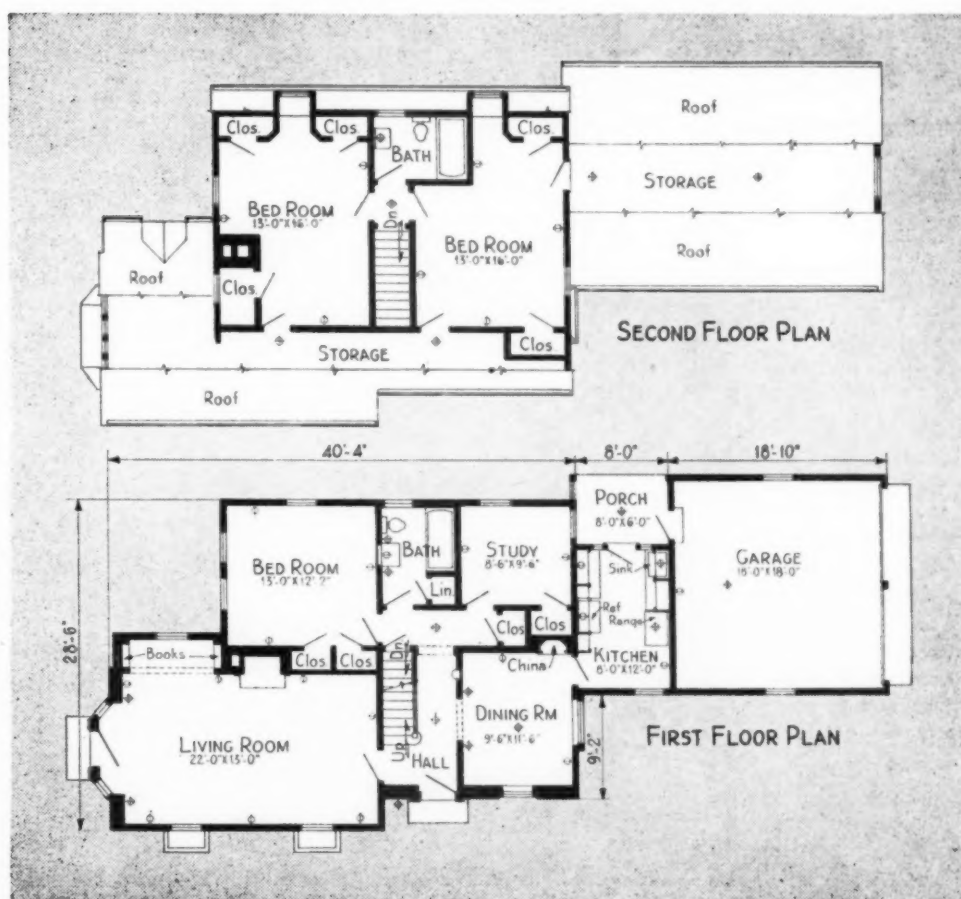 Roof
Clos.
Clos.
Clos.
BATH
STORAGE
BED ROOM
13'-0"X16'-0"
Dn
BED ROOM
13'-0"X16'-0"
Roof
Roof
Clos.
SECOND FLOOR PLAN
Clos.
STORAGE
Roof
40'-4"
8'-0"
18'-10"
PORCH
8'-0"X6'-0"
BED ROOM
13'-0"X12'-2"
BATH
STUDY
8'-6"X9'-6"
GARAGE
18'-0"X18'-0"
Sink
Lin.
Ref
Range
28'-6"
Clos
Clos
Books
Clos
Clos
Dn
China
KITCHEN
8'-0"X12'-0"
DINING RM
9'-6"X11'-6"
LIVING ROOM
22'-0"X13'-0"
UP
HALL
9'-2"
FIRST FLOOR PLAN